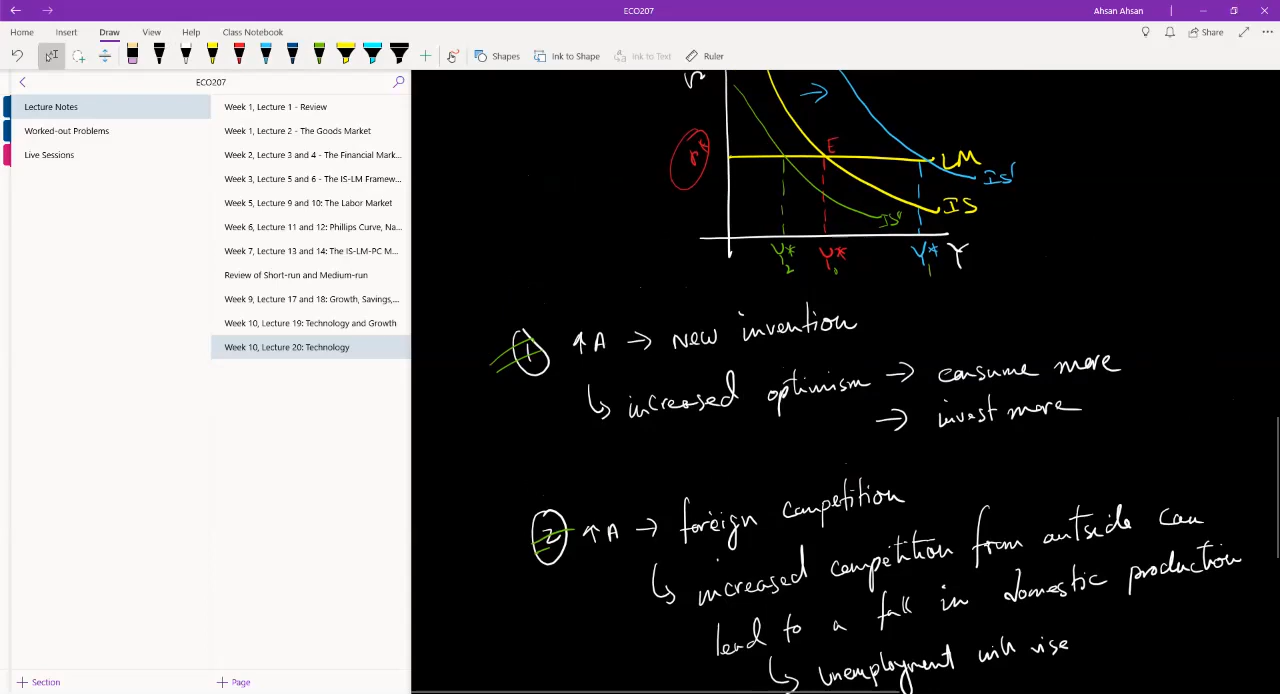 ECO207
Ahsan Ahsan
Home Insert Draw View Help Class Notebook
Share
Shapes Ink to Shape Ink to Text Ruler
ECO207
Lecture Notes
Worked-out Problems
Live Sessions
Week 1, Lecture 1 - Review
Week 1, Lecture 2 - The Goods Market
Week 2, Lecture 3 and 4 - The Financial Mark...
Week 3, Lecture 5 and 6 - The IS-LM Framew...
Week 5, Lecture 9 and 10: The Labor Market
Week 6, Lecture 11 and 12: Phillips Curve, Na...
Week 7, Lecture 13 and 14: The IS-LM-PC M...
Review of Short-run and Medium-run
Week 9, Lecture 17 and 18: Growth, Savings,...
Week 10, Lecture 19: Technology and Growth
Week 10, Lecture 20: Technology
+ Section
+ Page
r
r*
E
LM
IS'
IS
IS"
Y₂* Y₀* Y₁* Y
1 ↑A → new invention
↳ increased optimism → consume more
→ invest more
2 ↑A → foreign competition
↳ increased competition from outside can
lead to a fall in domestic production
↳ unemployment will rise